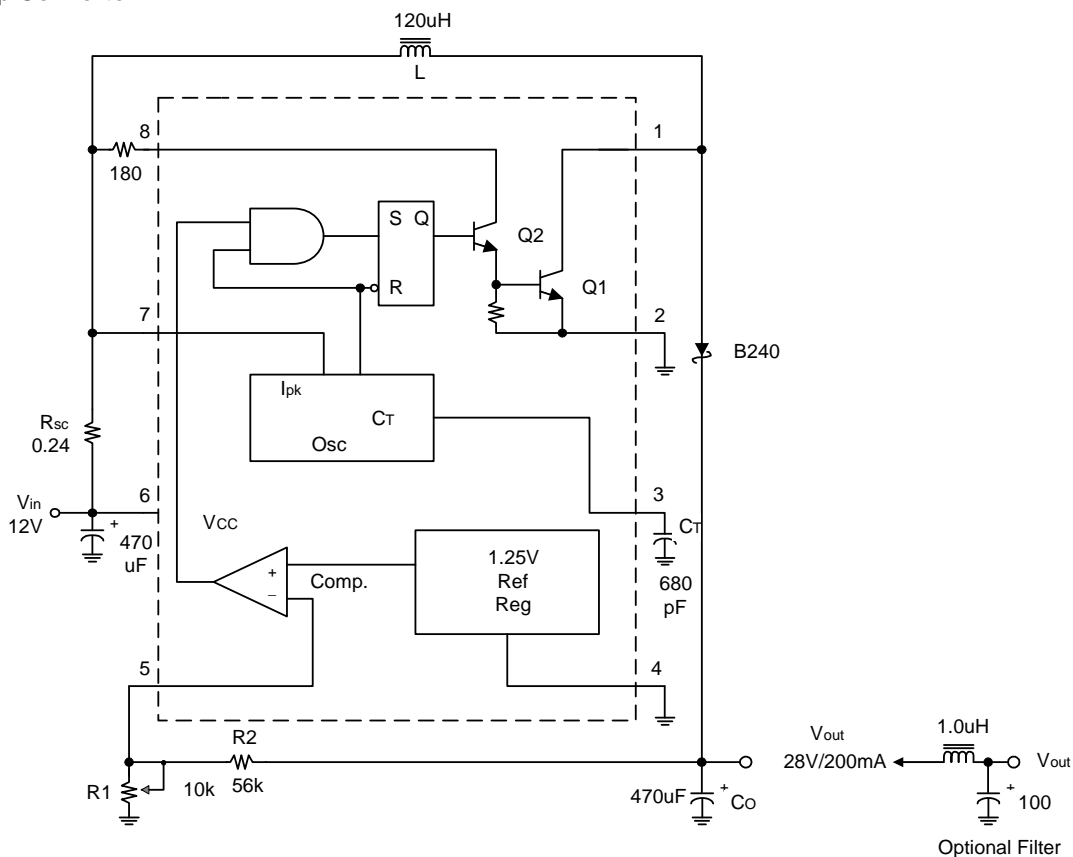 120uH
L
8
1
180
S Q
Q2
R
Q1
7
2
B240
Ipk
CT
Osc
Rsc
0.24
Vin
12V
6
3
+
470
uF
VCC
CT
680
pF
+
−
Comp.
1.25V
Ref
Reg
5
4
R2
56k
R1
10k
470uF
+
CO
Vout
28V/200mA
1.0uH
Vout
+
100
Optional Filter